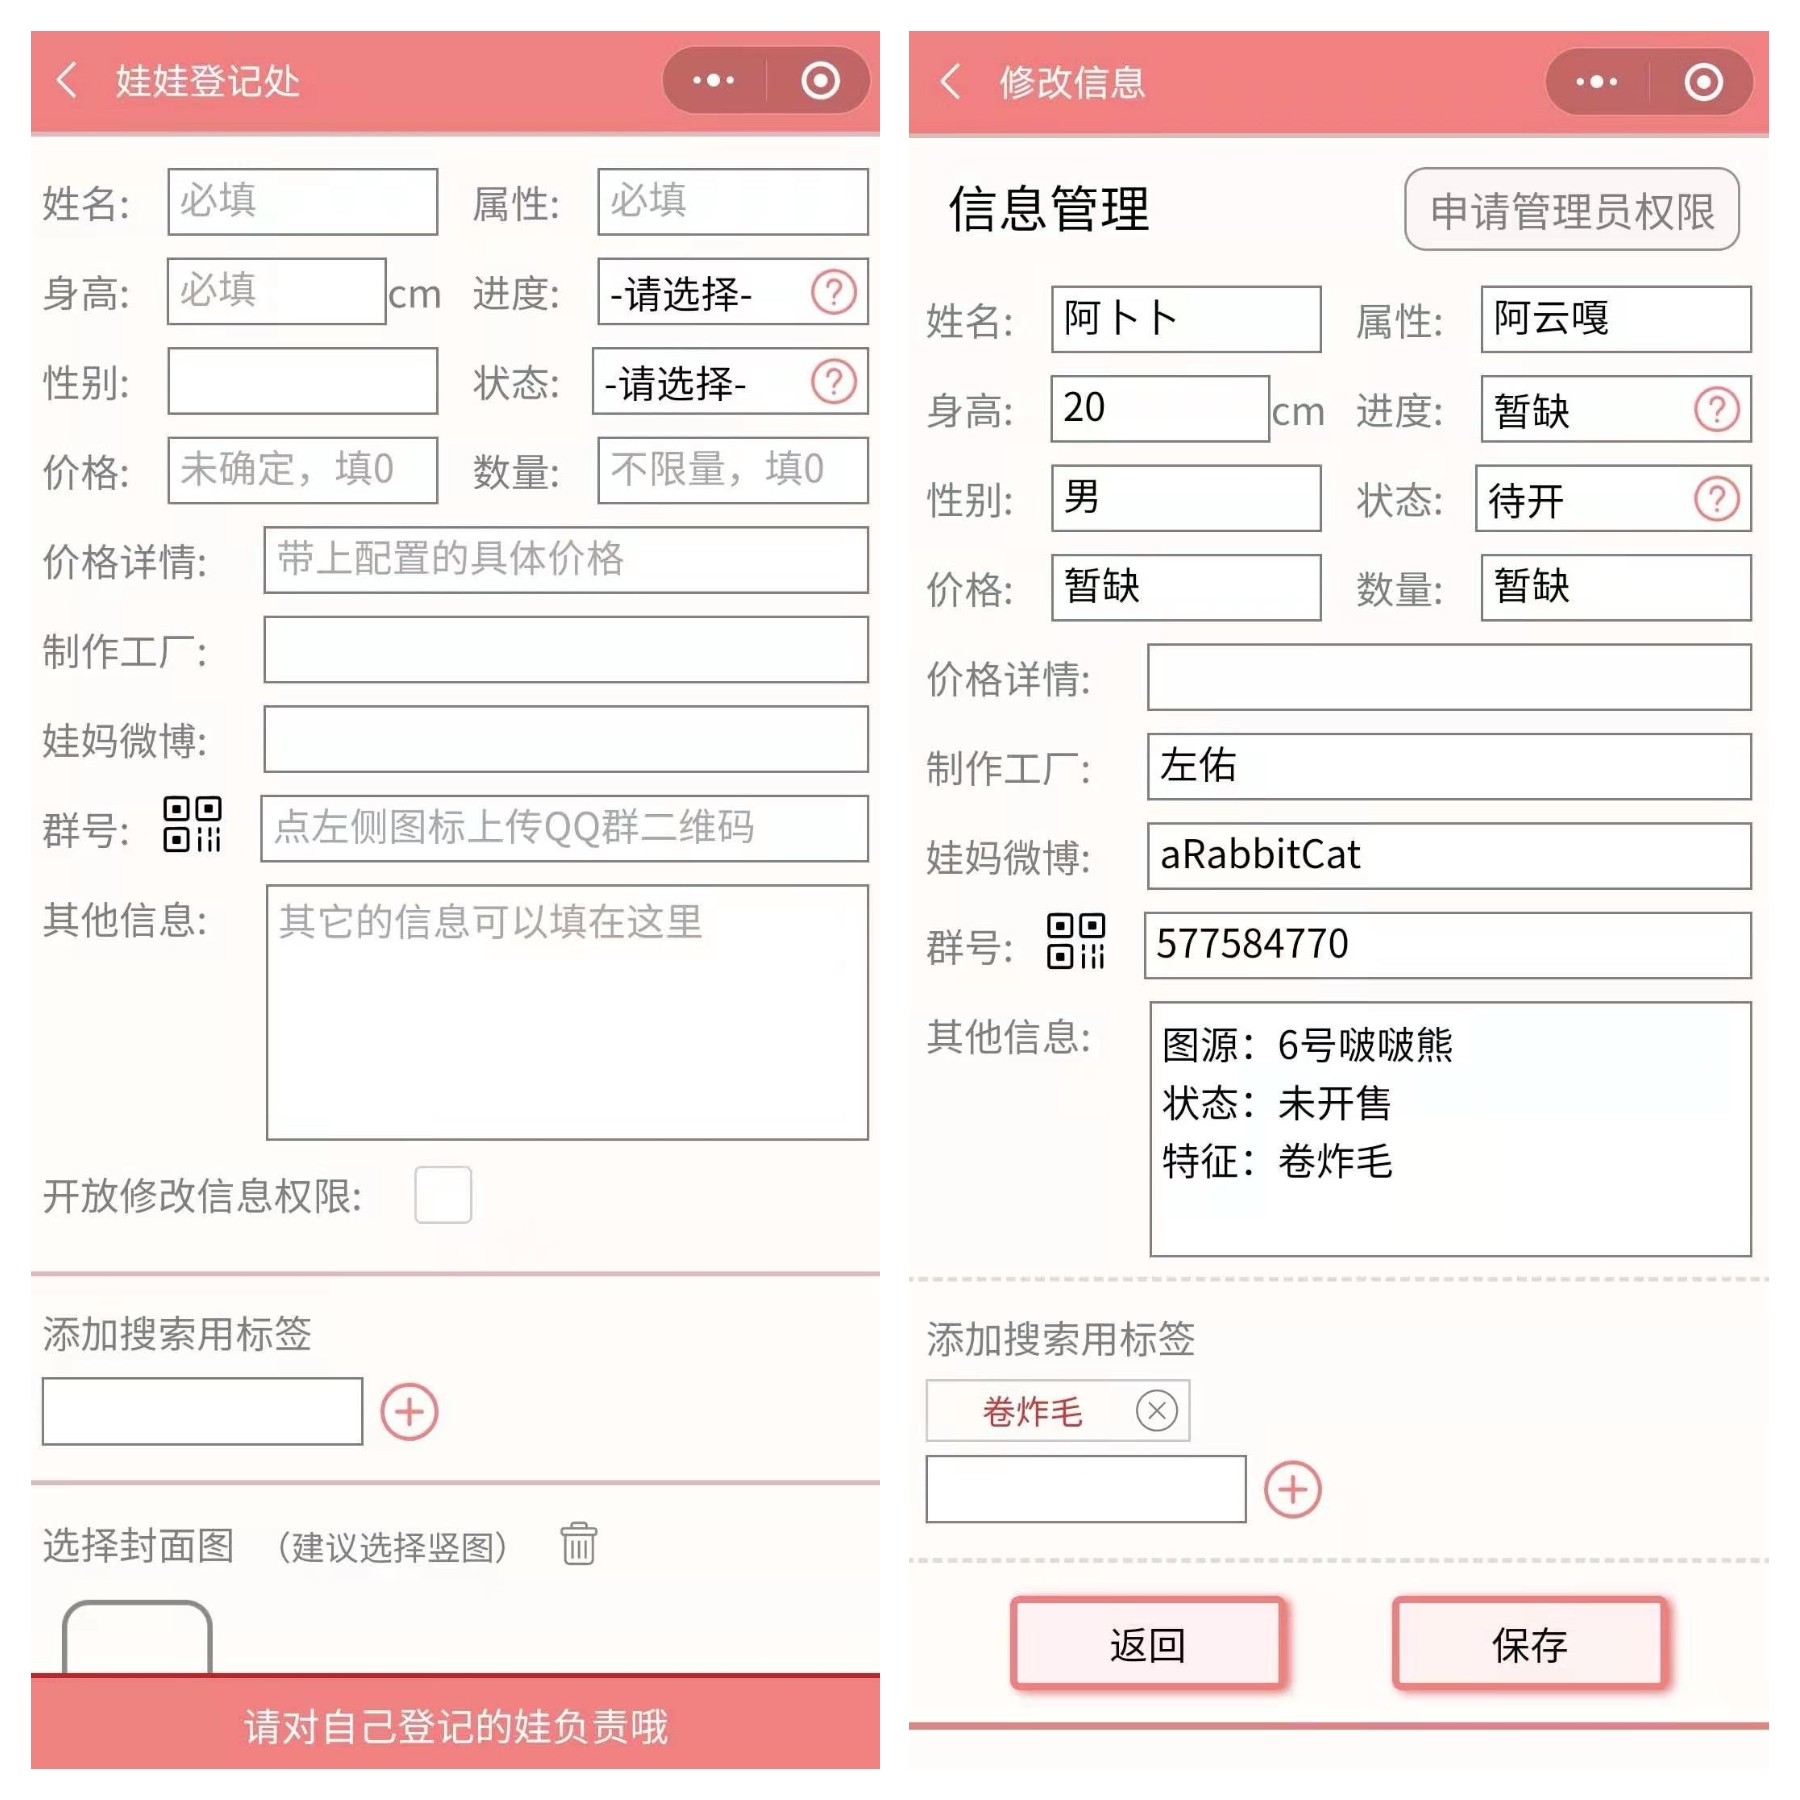 娃娃登记处
姓名: 必填 属性: 必填
身高: 必填 cm 进度: -请选择- ?
性别: 状态: -请选择- ?
价格: 未确定，填0 数量: 不限量，填0
价格详情: 带上配置的具体价格
制作工厂:
娃妈微博:
群号: 点左侧图标上传QQ群二维码
其他信息: 其它的信息可以填在这里
开放修改信息权限:
添加搜索用标签
选择封面图 （建议选择竖图）
请对自己登记的娃负责哦
修改信息
信息管理 申请管理员权限
姓名: 阿卜卜 属性: 阿云嘎
身高: 20 cm 进度: 暂缺 ?
性别: 男 状态: 待开 ?
价格: 暂缺 数量: 暂缺
价格详情:
制作工厂: 左佑
娃妈微博: aRabbitCat
群号: 577584770
其他信息: 图源：6号啵啵熊
状态：未开售
特征：卷炸毛
添加搜索用标签
卷炸毛
返回 保存